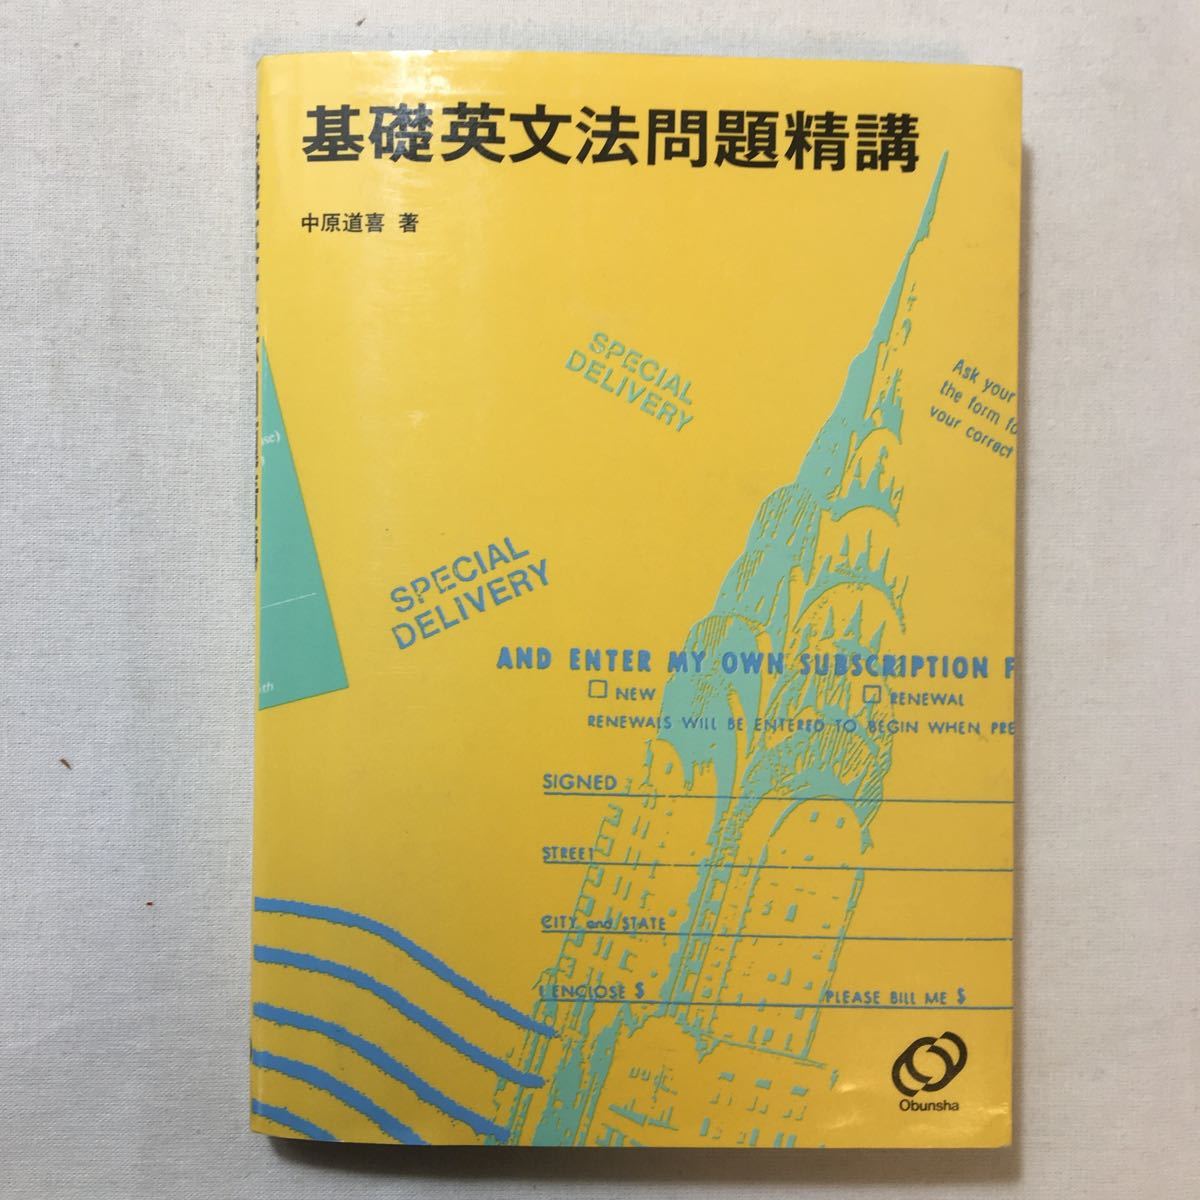 基礎英文法問題精講
中原道喜 著
SPECIAL
DELIVERY
Ask your
the form fo
your correct
SPECIAL
DELIVERY
AND ENTER MY OWN SUBSCRIPTION F
NEW
RENEWAL
RENEWALS WILL BE ENTERED TO BEGIN WHEN PRE
SIGNED
STREET
CITY and STATE
I ENCLOSE $
PLEASE BILL ME $
Obunsha